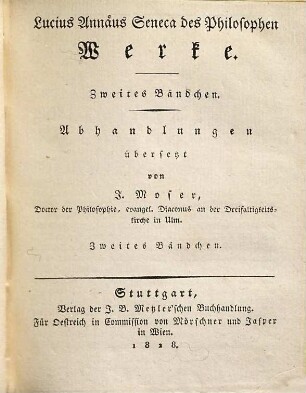 Lucius Annäus Seneca des Philosophen
Werke.
Zweites Bändchen.
Abhandlungen
übersetzt
von
J. Moser,
Doctor der Philosophie, evangel. Diaconus an der Dreifaltigkeits-
kirche in Ulm.
Zweites Bändchen.
Stuttgart,
Verlag der J. B. Metzler'schen Buchhandlung.
Für Oestreich in Commission von Mörschner und Jasper
in Wien.
1828.